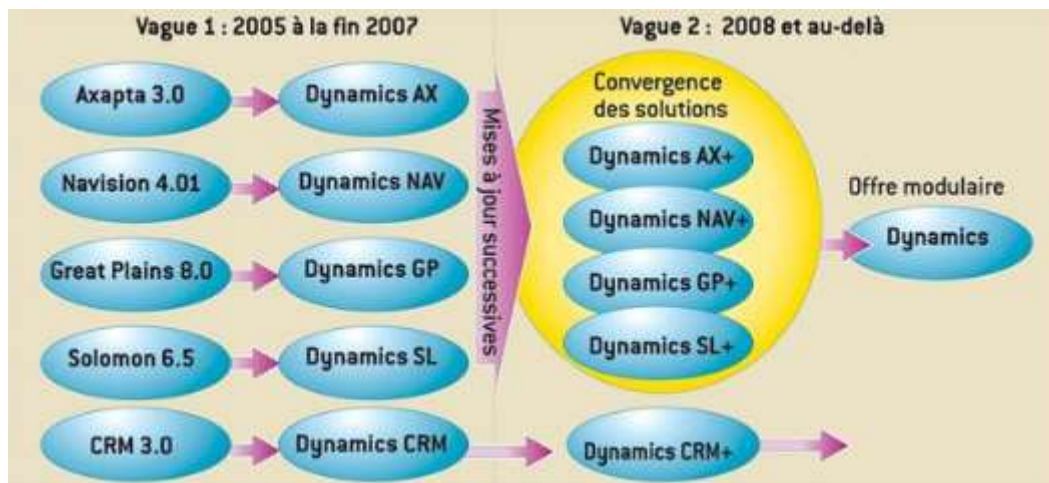 Vague 1 : 2005 à la fin 2007
Vague 2 : 2008 et au-delà
Axapta 3.0
Dynamics AX
Navision 4.01
Dynamics NAV
Great Plains 8.0
Dynamics GP
Solomon 6.5
Dynamics SL
CRM 3.0
Dynamics CRM
Mises à jour successives
Convergence
des solutions
Dynamics AX+
Dynamics NAV+
Dynamics GP+
Dynamics SL+
Dynamics CRM+
Offre modulaire
Dynamics